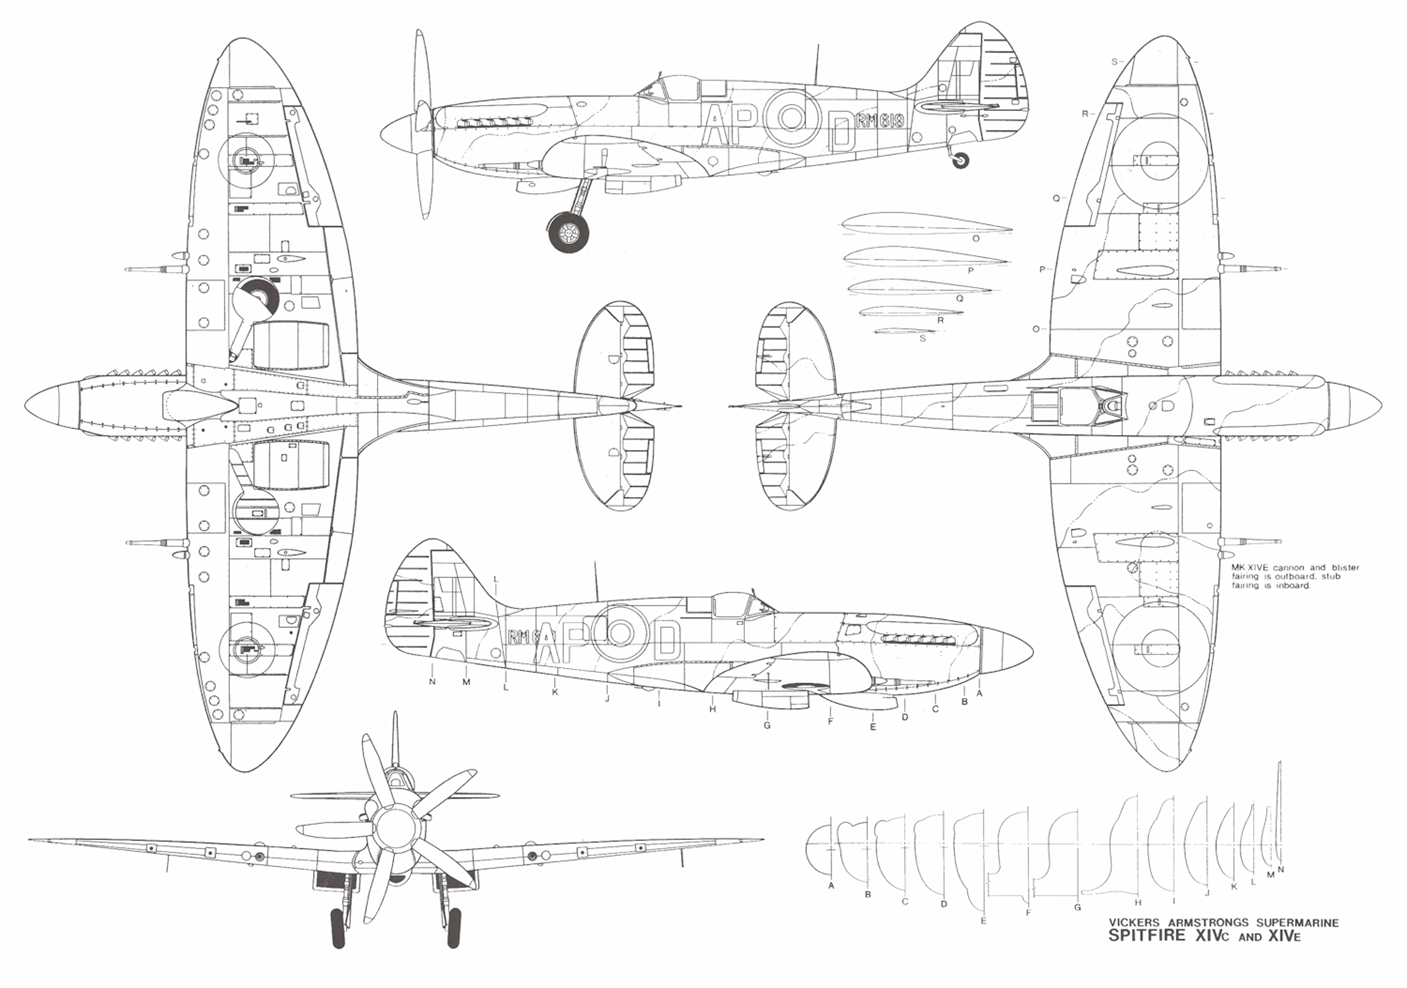 S
R
Q
P
O
AP D RM619
O
P
Q
R
S
MK XIVE cannon and blister
fairing is outboard, stub
fairing is inboard.
L
AP D
N M L K J I H G F E D C B A
A B C D E F G H I J K L M N
VICKERS ARMSTRONGS SUPERMARINE
SPITFIRE XIVC AND XIVE